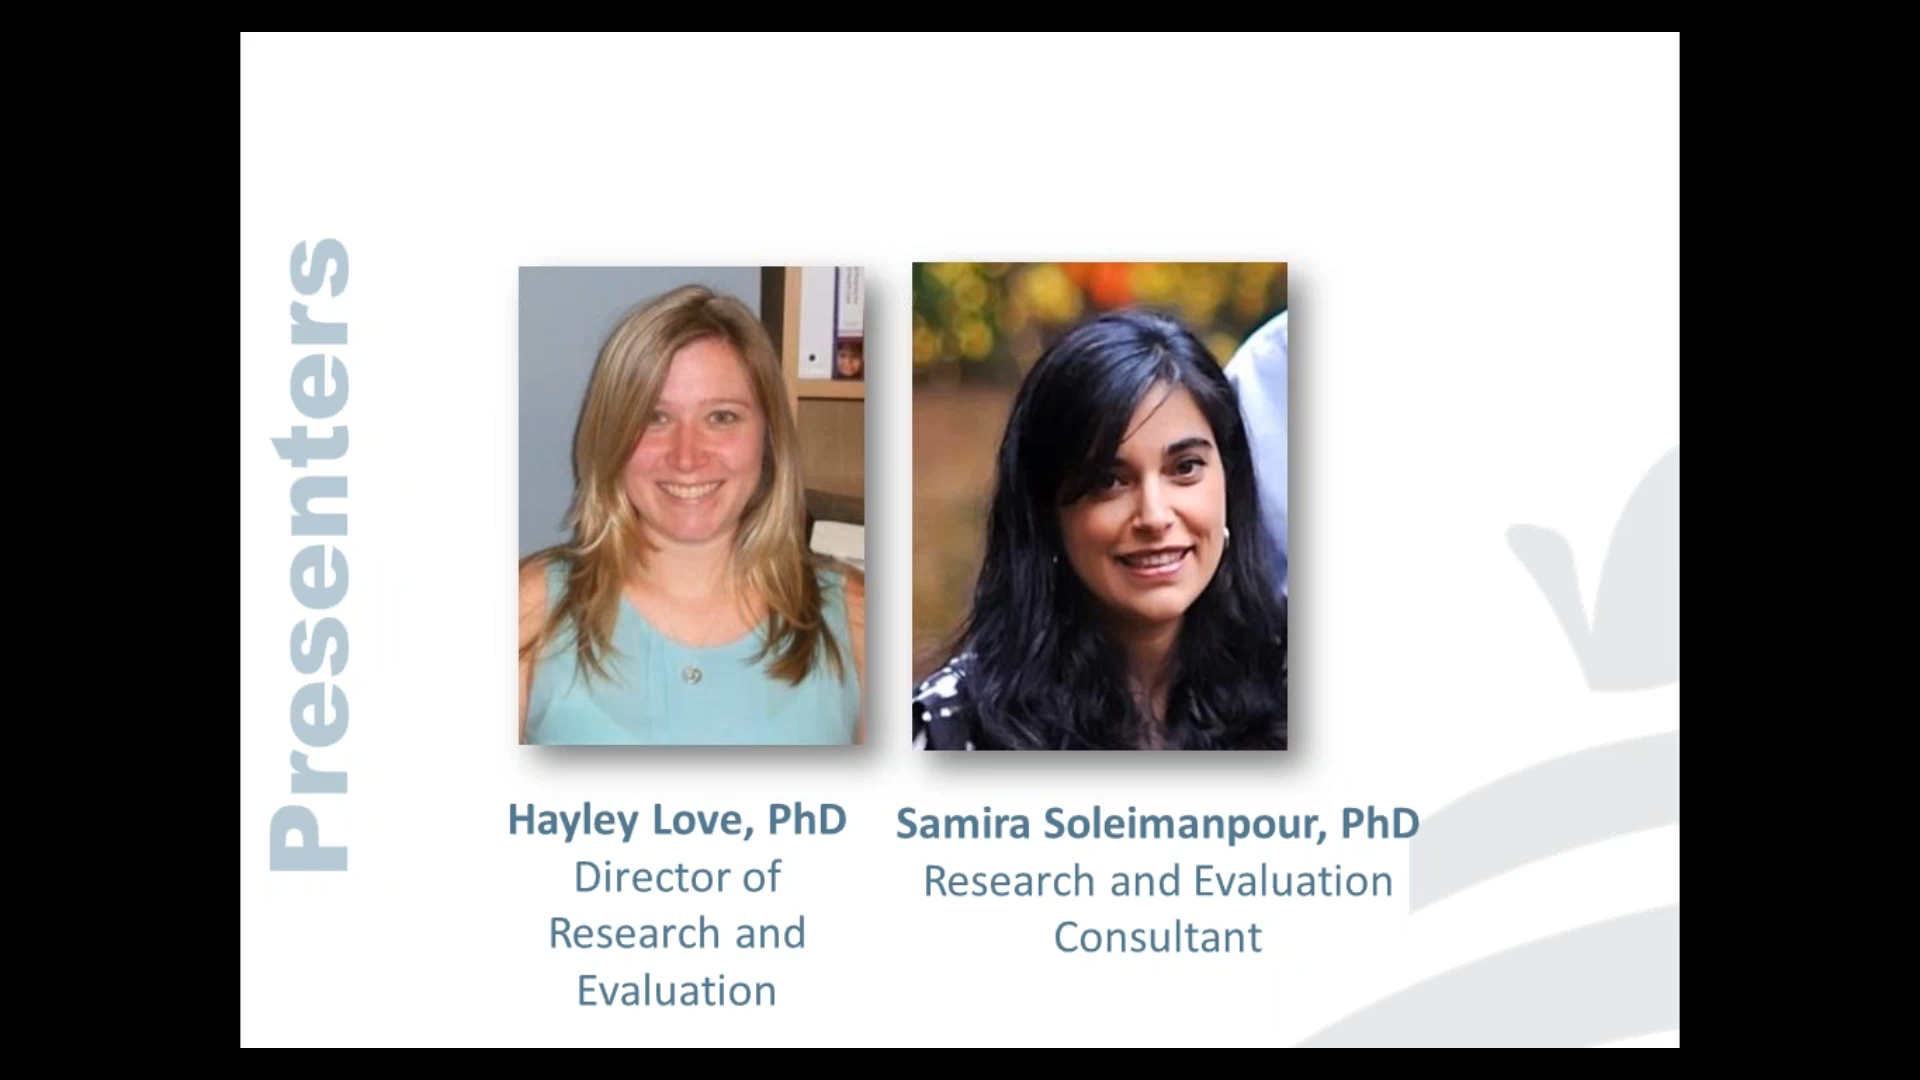 Presenters
Hayley Love, PhD
Director of
Research and
Evaluation
Samira Soleimanpour, PhD
Research and Evaluation
Consultant